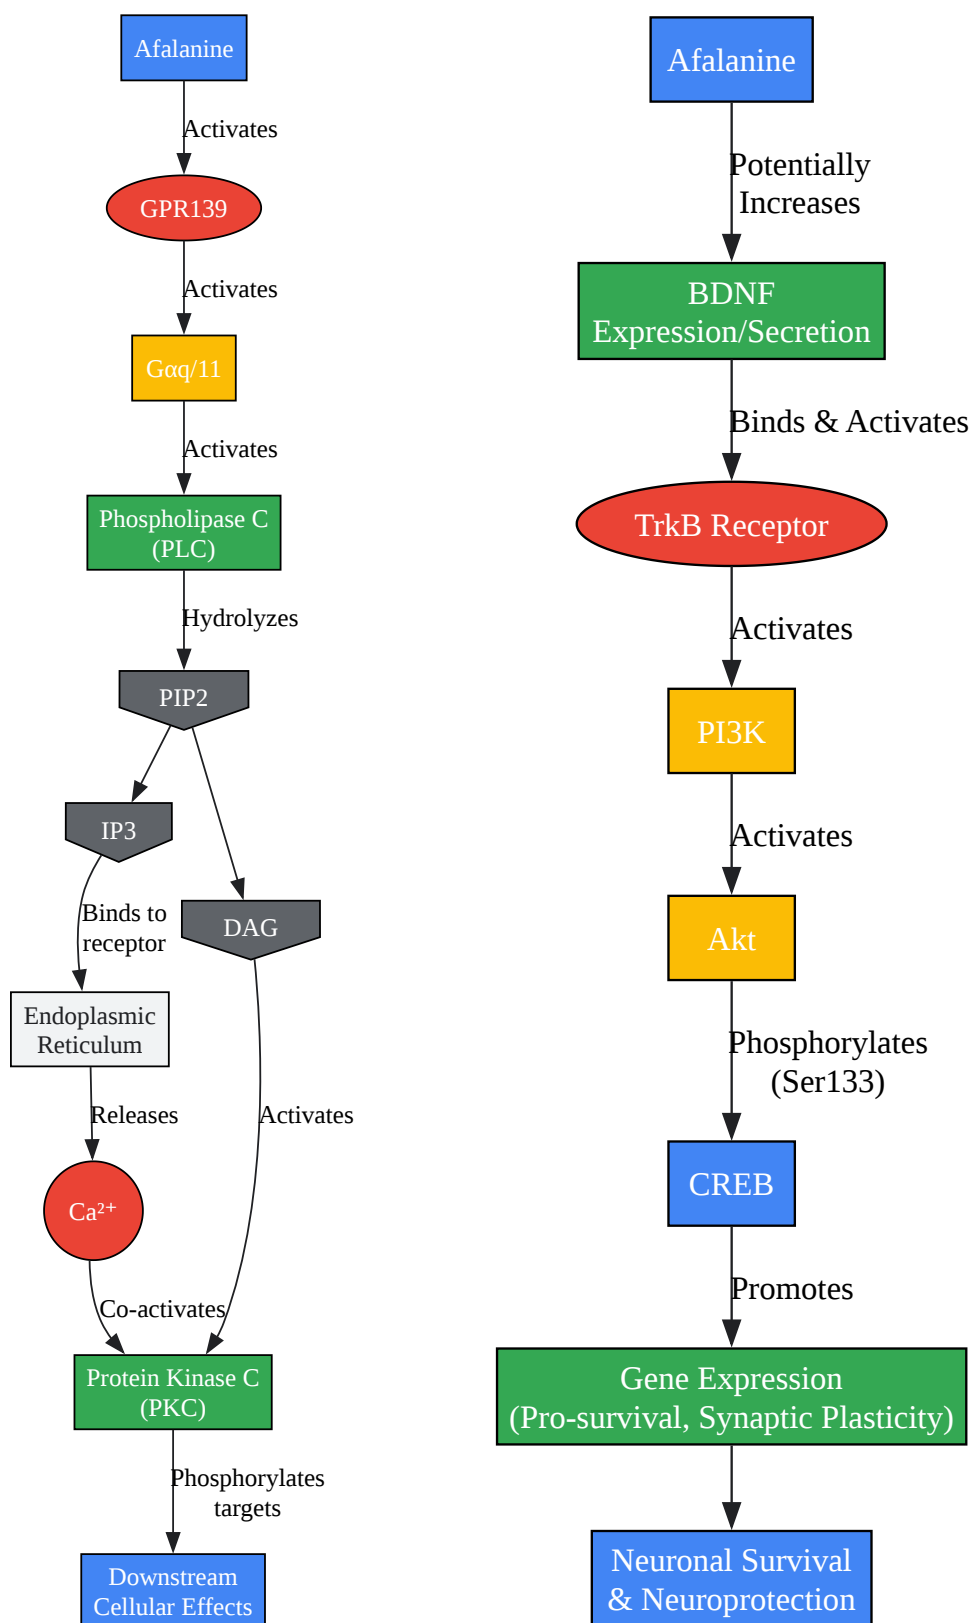 Afalanine
Activates
GPR139
Activates
Gαq/11
Activates
Phospholipase C
(PLC)
Hydrolyzes
PIP2
IP3
DAG
Binds to
receptor
Endoplasmic
Reticulum
Releases
Activates
Ca²⁺
Co-activates
Protein Kinase C
(PKC)
Phosphorylates
targets
Downstream
Cellular Effects
Afalanine
Potentially
Increases
BDNF
Expression/Secretion
Binds & Activates
TrkB Receptor
Activates
PI3K
Activates
Akt
Phosphorylates
(Ser133)
CREB
Promotes
Gene Expression
(Pro-survival, Synaptic Plasticity)
Neuronal Survival
& Neuroprotection